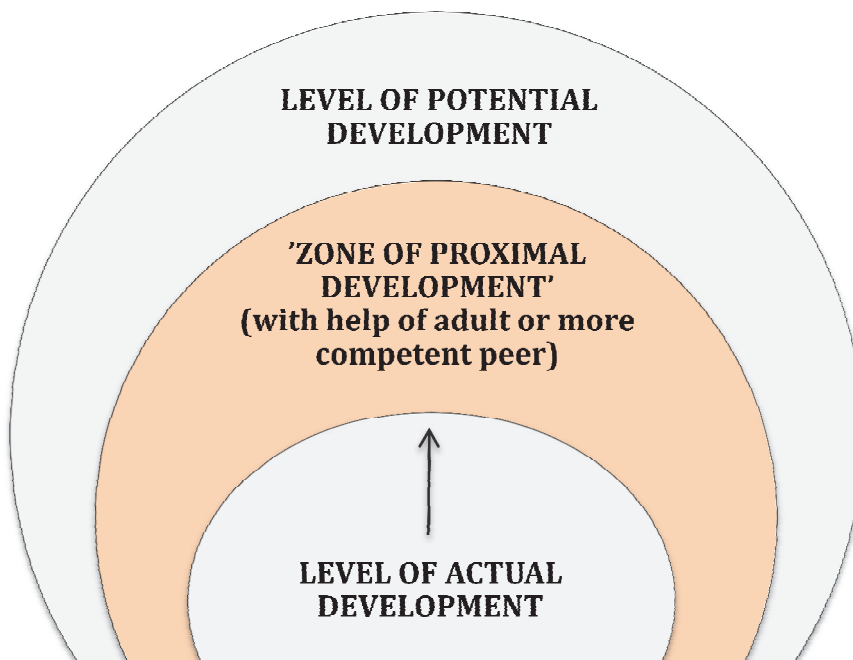 LEVEL OF POTENTIAL
DEVELOPMENT
’ZONE OF PROXIMAL
DEVELOPMENT’
(with help of adult or more
competent peer)
LEVEL OF ACTUAL
DEVELOPMENT